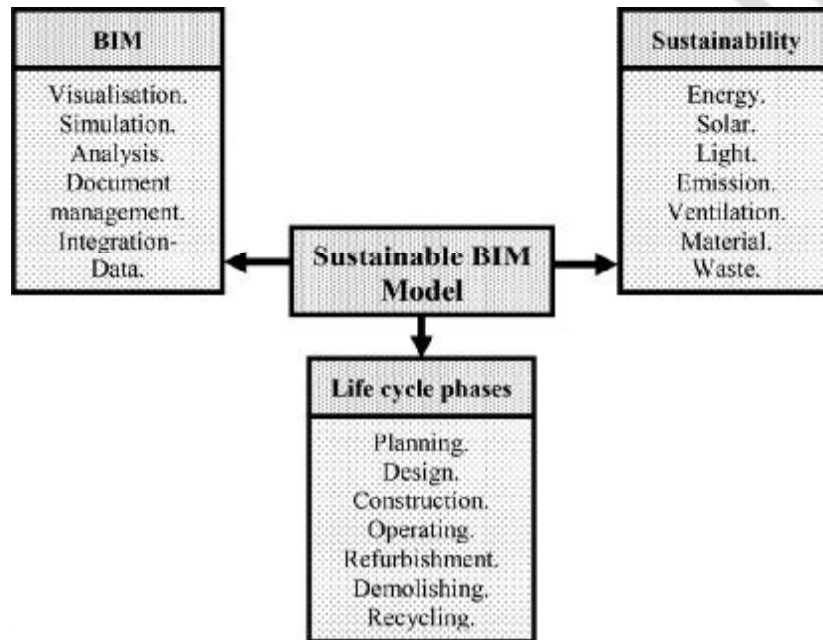 BIM
Visualisation.
Simulation.
Analysis.
Document
management.
Integration-
Data.
Sustainability
Energy.
Solar.
Light.
Emission.
Ventilation.
Material.
Waste.
Sustainable BIM
Model
Life cycle phases
Planning.
Design.
Construction.
Operating.
Refurbishment.
Demolishing.
Recycling.